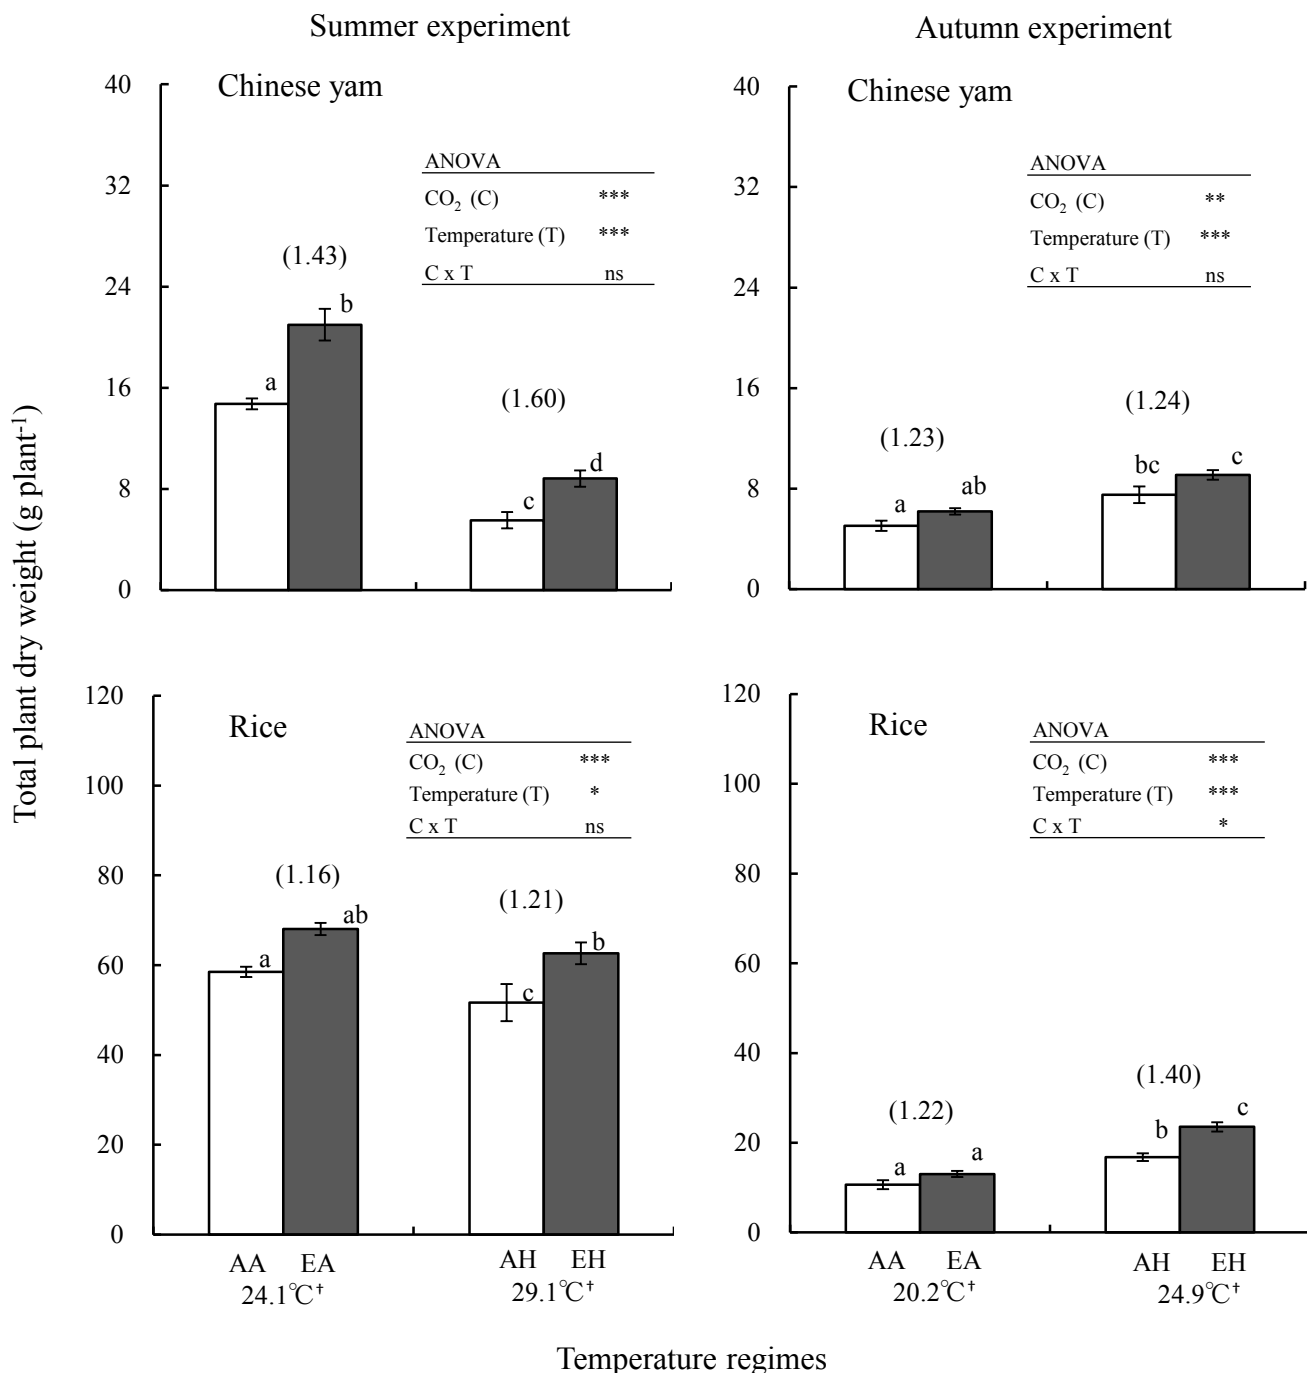 Summer experiment
Autumn experiment
Total plant dry weight (g plant⁻¹)
Chinese yam
40
32
24
16
8
0
ANOVA
CO₂ (C) ***
Temperature (T) ***
C x T ns
(1.43)
(1.60)
a
b
c
d
Chinese yam
40
32
24
16
8
0
ANOVA
CO₂ (C) **
Temperature (T) ***
C x T ns
(1.23)
(1.24)
a
ab
bc
c
Rice
120
100
80
60
40
20
0
ANOVA
CO₂ (C) ***
Temperature (T) *
C x T ns
(1.16)
(1.21)
a
ab
c
b
AA EA AH EH
24.1℃† 29.1℃†
Rice
120
100
80
60
40
20
0
ANOVA
CO₂ (C) ***
Temperature (T) ***
C x T *
(1.22)
(1.40)
a
a
b
c
AA EA AH EH
20.2℃† 24.9℃†
Temperature regimes